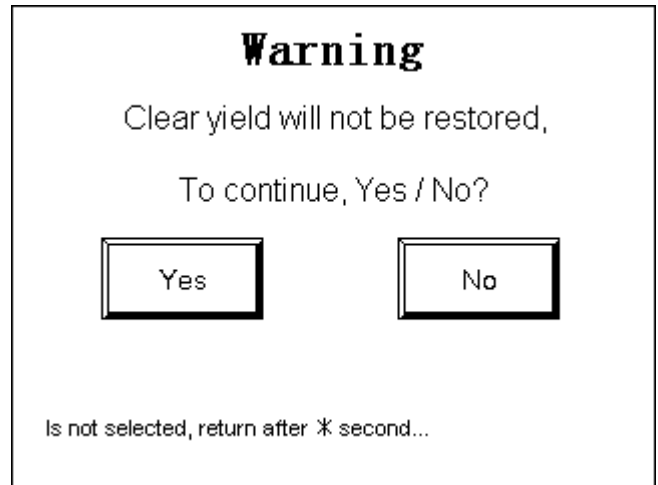 Warning
Clear yield will not be restored,
To continue, Yes / No?
Yes No
Is not selected, return after * second...